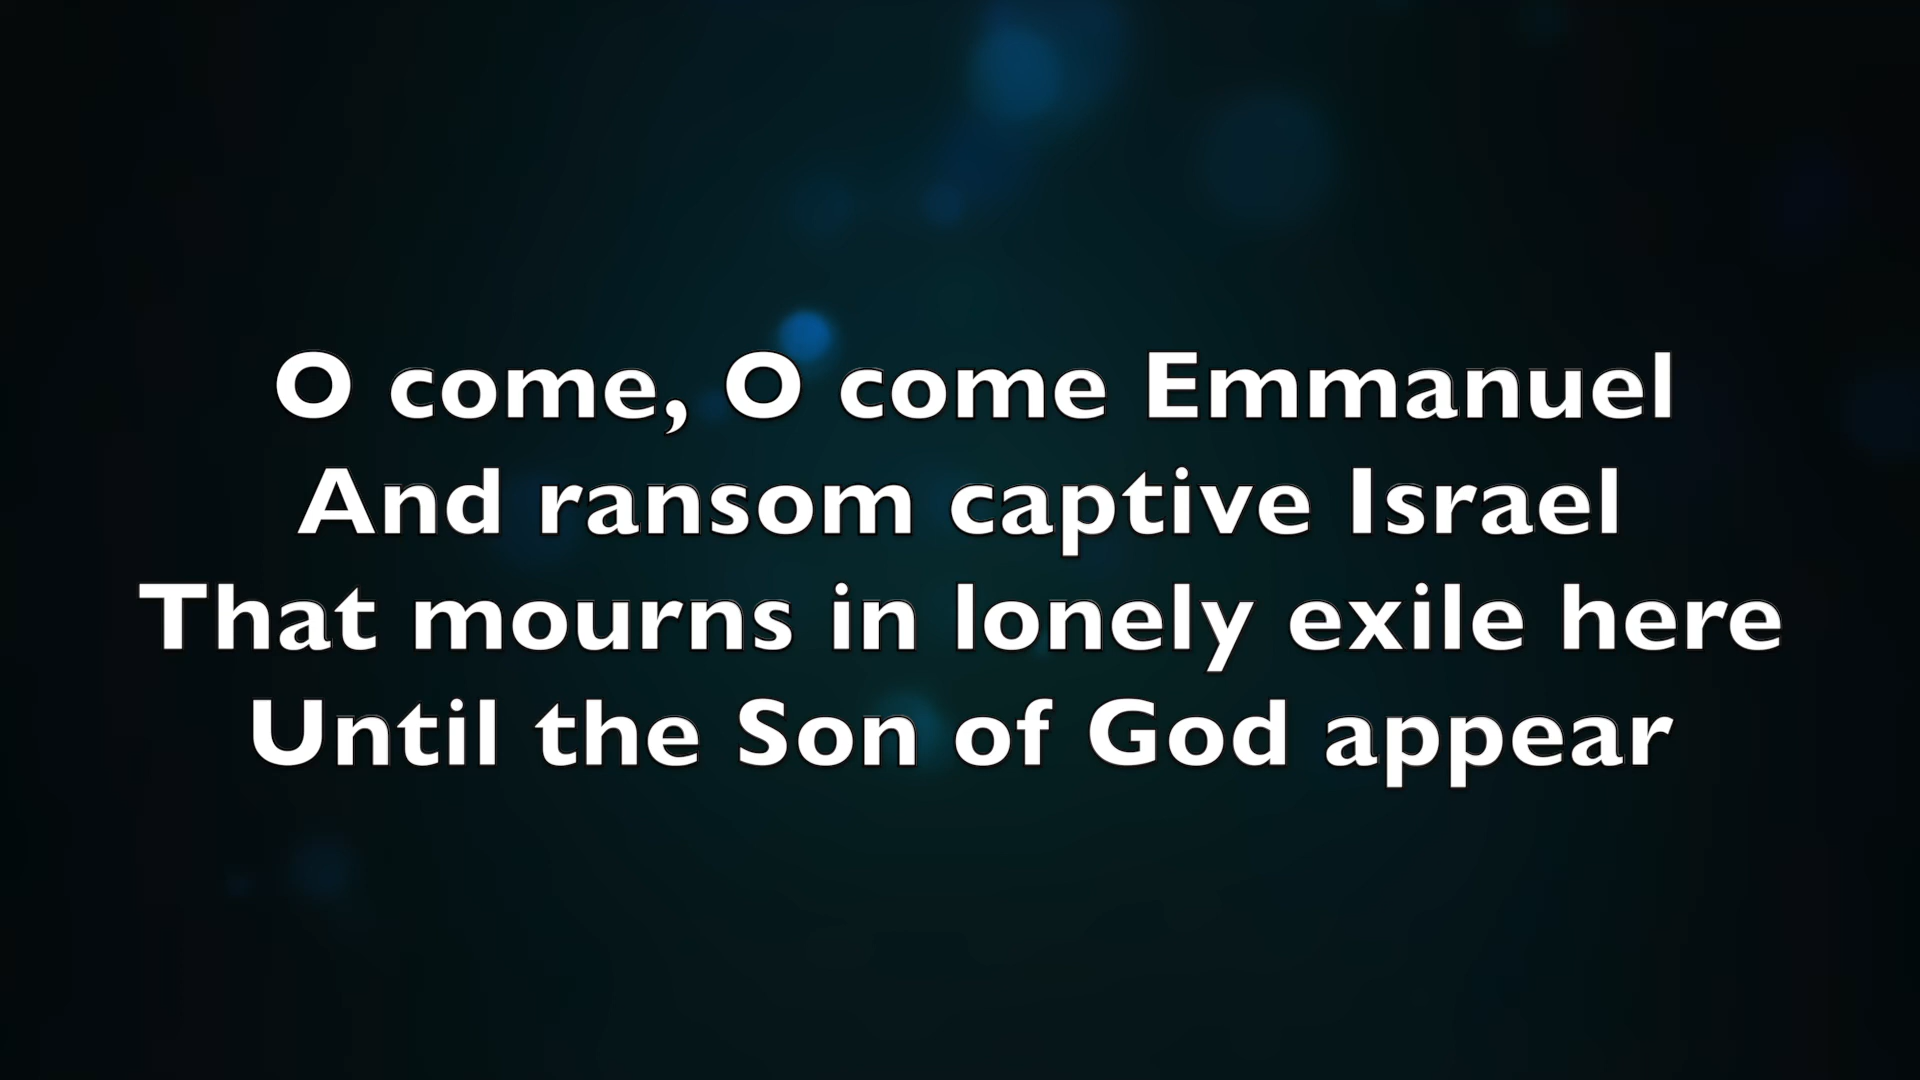 O come, O come Emmanuel
And ransom captive Israel
That mourns in lonely exile here
Until the Son of God appear